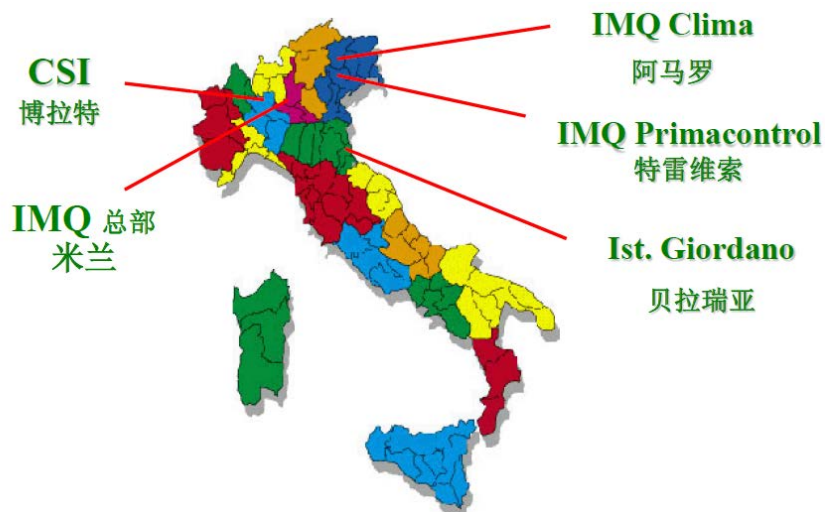 IMQ Clima
阿马罗
CSI
博拉特
IMQ Primacontrol
特雷维索
IMQ 总部
米兰
Ist. Giordano
贝拉瑞亚